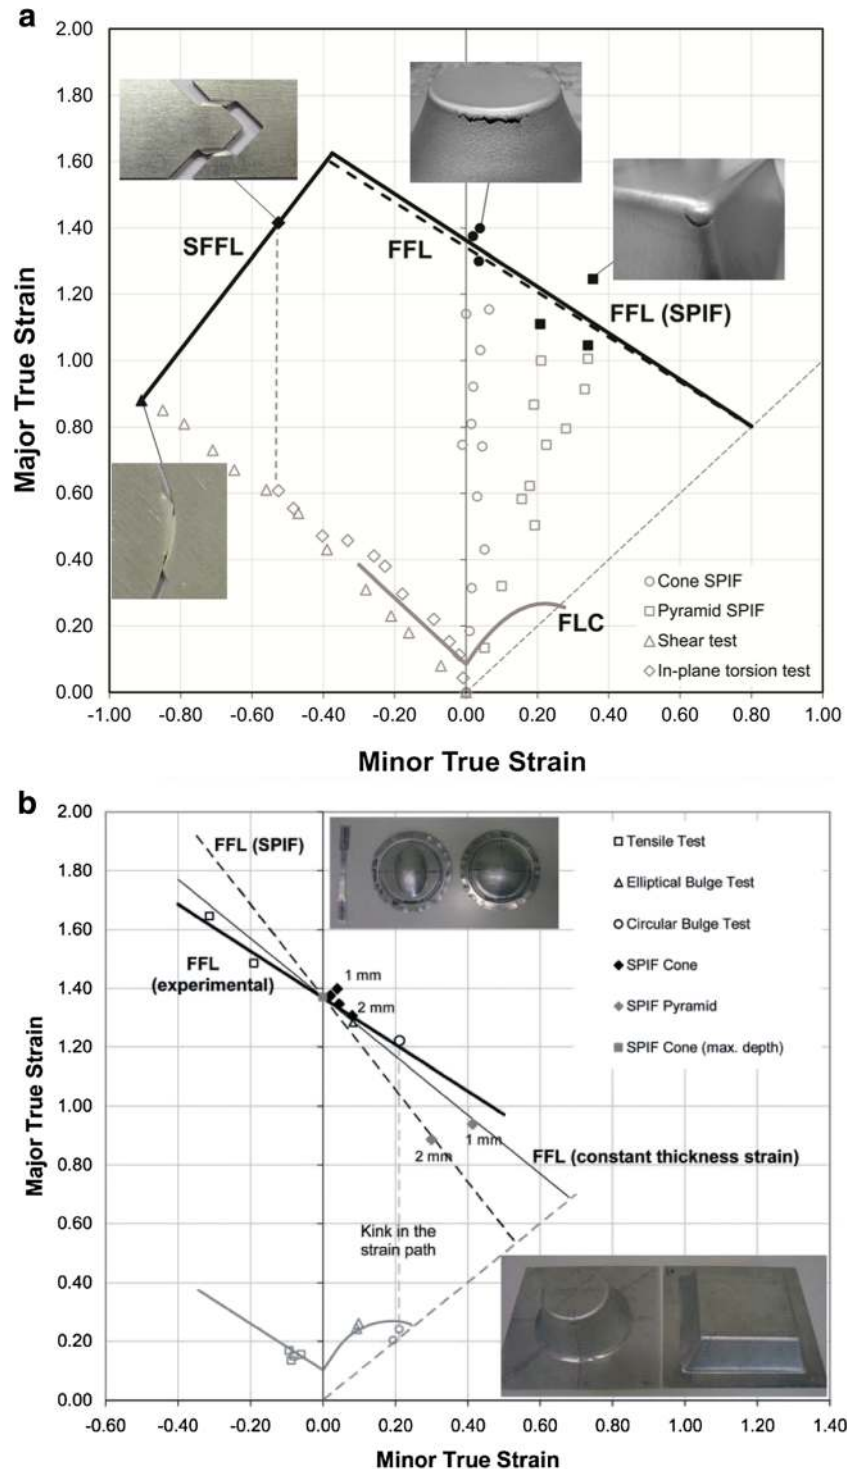 a
2.00
1.80
1.60
1.40
1.20
1.00
0.80
0.60
0.40
0.20
0.00
Major True Strain
SFFL
FFL
FFL (SPIF)
FLC
Cone SPIF
Pyramid SPIF
Shear test
In-plane torsion test
-1.00 -0.80 -0.60 -0.40 -0.20 0.00 0.20 0.40 0.60 0.80 1.00
Minor True Strain
b
2.00
1.80
1.60
1.40
1.20
1.00
0.80
0.60
0.40
0.20
0.00
Major True Strain
FFL (SPIF)
FFL
(experimental)
1 mm
2 mm
Tensile Test
Elliptical Bulge Test
Circular Bulge Test
SPIF Cone
SPIF Pyramid
SPIF Cone (max. depth)
1 mm
2 mm
FFL (constant thickness strain)
Kink in the
strain path
-0.60 -0.40 -0.20 0.00 0.20 0.40 0.60 0.80 1.00 1.20 1.40
Minor True Strain